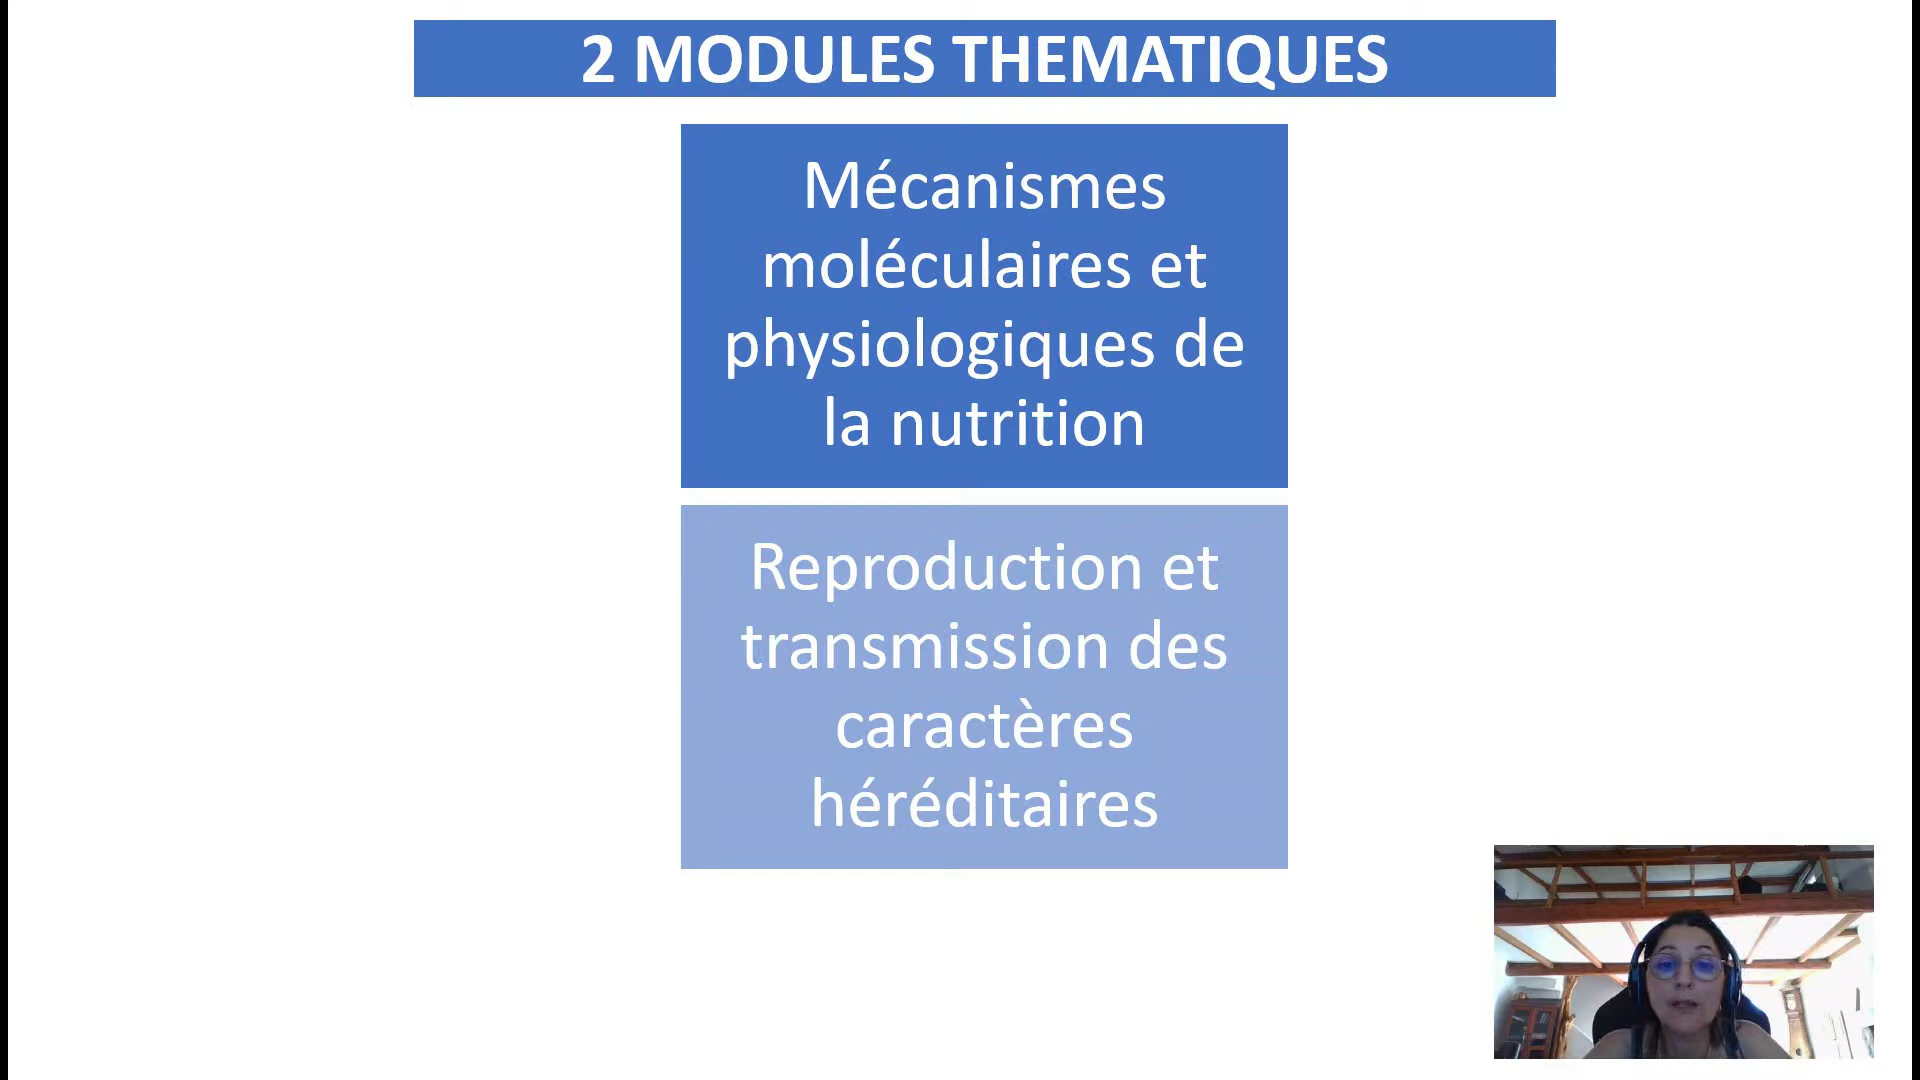 2 MODULES THEMATIQUES
Mécanismes
moléculaires et
physiologiques de
la nutrition
Reproduction et
transmission des
caractères
héréditaires